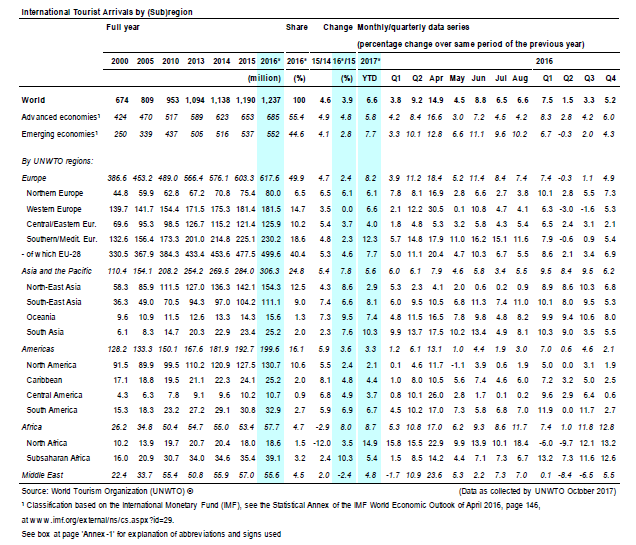 International Tourist Arrivals by (Sub)region
Full year Share Change Monthly/quarterly data series
(percentage change over same period of the previous year)
2000 2005 2010 2013 2014 2015 2016* 2016* 15/14 16*/15 2017* 2016
(million) (%) (%) YTD Q1 Q2 Apr May Jun Jul Aug Q1 Q2 Q3 Q4
World 674 809 953 1,094 1,138 1,190 1,237 100 4.6 3.9 6.6 3.8 9.2 14.9 4.5 8.8 6.5 6.6 7.5 1.5 3.3 5.2
Advanced economies¹ 424 470 517 589 623 653 685 55.4 4.9 4.8 5.8 4.2 8.4 16.6 3.0 7.2 4.5 4.2 8.3 2.8 4.2 6.0
Emerging economies¹ 250 339 437 505 516 537 552 44.6 4.1 2.8 7.7 3.3 10.1 12.8 6.6 11.1 9.6 10.2 6.7 -0.3 2.0 4.3
By UNWTO regions:
Europe 386.6 453.2 489.0 566.4 576.1 603.3 617.6 49.9 4.7 2.4 8.2 3.9 11.2 18.4 5.2 11.4 8.4 7.4 7.4 -0.3 1.1 4.9
Northern Europe 44.8 59.9 62.8 67.2 70.8 75.4 80.0 6.5 6.5 6.1 6.1 7.8 8.1 16.9 2.8 6.6 2.7 3.8 10.1 2.8 5.5 7.3
Western Europe 139.7 141.7 154.4 171.5 175.3 181.4 181.5 14.7 3.5 0.0 6.6 2.1 12.2 30.5 0.1 10.8 4.7 4.1 6.3 -3.0 -1.6 5.3
Central/Eastern Eur. 69.6 95.3 98.5 126.7 115.2 121.4 125.9 10.2 5.4 3.7 4.0 1.8 4.8 5.3 3.2 5.8 4.3 5.4 6.5 2.4 3.1 2.1
Southern/Medit. Eur. 132.6 156.4 173.3 201.0 214.8 225.1 230.2 18.6 4.8 2.3 12.3 5.7 14.8 17.9 11.0 16.2 15.1 11.6 7.9 -0.6 0.9 5.4
- of which EU-28 330.5 367.9 384.3 433.4 453.6 477.5 499.6 40.4 5.3 4.6 7.7 5.0 11.1 20.4 4.7 10.3 6.7 5.5 8.6 2.1 3.4 6.9
Asia and the Pacific 110.4 154.1 208.2 254.2 269.5 284.0 306.3 24.8 5.4 7.8 5.6 6.0 6.1 7.9 4.6 5.8 3.4 5.5 9.5 8.4 9.5 6.2
North-East Asia 58.3 85.9 111.5 127.0 136.3 142.1 154.3 12.5 4.3 8.6 2.9 5.3 2.3 4.1 2.0 0.6 0.2 0.9 8.9 8.6 10.3 6.8
South-East Asia 36.3 49.0 70.5 94.3 97.0 104.2 111.1 9.0 7.4 6.6 8.1 6.0 9.5 10.5 6.8 11.3 7.4 11.0 10.1 8.0 9.5 5.3
Oceania 9.6 10.9 11.5 12.6 13.3 14.3 15.6 1.3 7.3 9.5 7.4 4.8 11.5 16.5 7.8 9.8 4.8 8.2 9.9 9.4 10.6 8.0
South Asia 6.1 8.3 14.7 20.3 22.9 23.4 25.2 2.0 2.3 7.6 10.3 9.9 13.7 17.5 10.2 13.4 4.9 8.1 10.3 9.0 3.5 5.5
Americas 128.2 133.3 150.1 167.6 181.9 192.7 199.6 16.1 5.9 3.6 3.3 1.2 6.1 13.1 1.0 4.4 1.9 3.0 7.0 0.6 4.6 2.1
North America 91.5 89.9 99.5 110.2 120.9 127.5 130.7 10.6 5.5 2.4 2.1 0.1 4.6 11.7 -1.1 3.9 0.6 1.9 5.0 0.0 3.1 1.9
Caribbean 17.1 18.8 19.5 21.1 22.3 24.1 25.2 2.0 8.1 4.8 4.4 1.0 8.0 10.5 5.6 7.4 4.6 6.0 7.2 3.2 5.0 2.5
Central America 4.3 6.3 7.8 9.1 9.6 10.2 10.7 0.9 6.8 4.9 3.7 0.8 10.1 26.0 2.8 1.7 0.1 0.2 9.6 2.9 6.4 0.6
South America 15.3 18.3 23.2 27.2 29.1 30.8 32.9 2.7 5.9 6.9 6.7 4.5 10.2 17.0 7.3 5.8 6.8 7.0 11.9 0.0 11.7 2.7
Africa 26.2 34.8 50.4 54.7 55.0 53.4 57.7 4.7 -2.9 8.0 8.7 5.3 10.8 17.0 6.2 9.3 8.6 11.7 7.4 1.0 11.8 12.8
North Africa 10.2 13.9 19.7 20.7 20.4 18.0 18.6 1.5 -12.0 3.5 14.9 15.8 15.5 22.9 9.9 13.9 10.1 18.4 -6.0 -9.7 12.1 13.2
Subsaharan Africa 16.0 20.9 30.7 34.0 34.6 35.4 39.1 3.2 2.4 10.3 5.4 1.5 8.5 14.2 4.4 7.1 7.3 6.7 13.2 7.3 11.6 12.6
Middle East 22.4 33.7 55.4 50.8 55.9 57.0 55.6 4.5 2.0 -2.4 4.8 -1.7 10.9 23.6 5.3 2.2 7.3 7.0 0.1 -8.4 -6.5 5.5
Source: World Tourism Organization (UNWTO) © (Data as collected by UNWTO October 2017)
¹ Classification based on the International Monetary Fund (IMF), see the Statistical Annex of the IMF World Economic Outlook of April 2016, page 146,
at www.imf.org/external/ns/cs.aspx?id=29.
See box at page 'Annex-1' for explanation of abbreviations and signs used